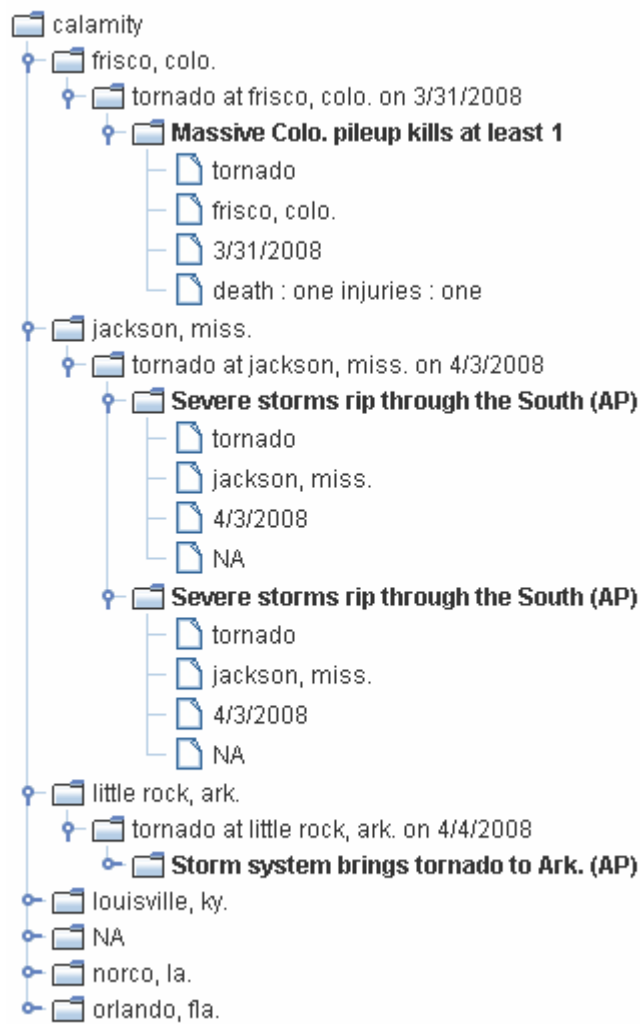 calamity
frisco, colo.
tornado at frisco, colo. on 3/31/2008
Massive Colo. pileup kills at least 1
tornado
frisco, colo.
3/31/2008
death : one injuries : one
jackson, miss.
tornado at jackson, miss. on 4/3/2008
Severe storms rip through the South (AP)
tornado
jackson, miss.
4/3/2008
NA
Severe storms rip through the South (AP)
tornado
jackson, miss.
4/3/2008
NA
little rock, ark.
tornado at little rock, ark. on 4/4/2008
Storm system brings tornado to Ark. (AP)
louisville, ky.
NA
norco, la.
orlando, fla.